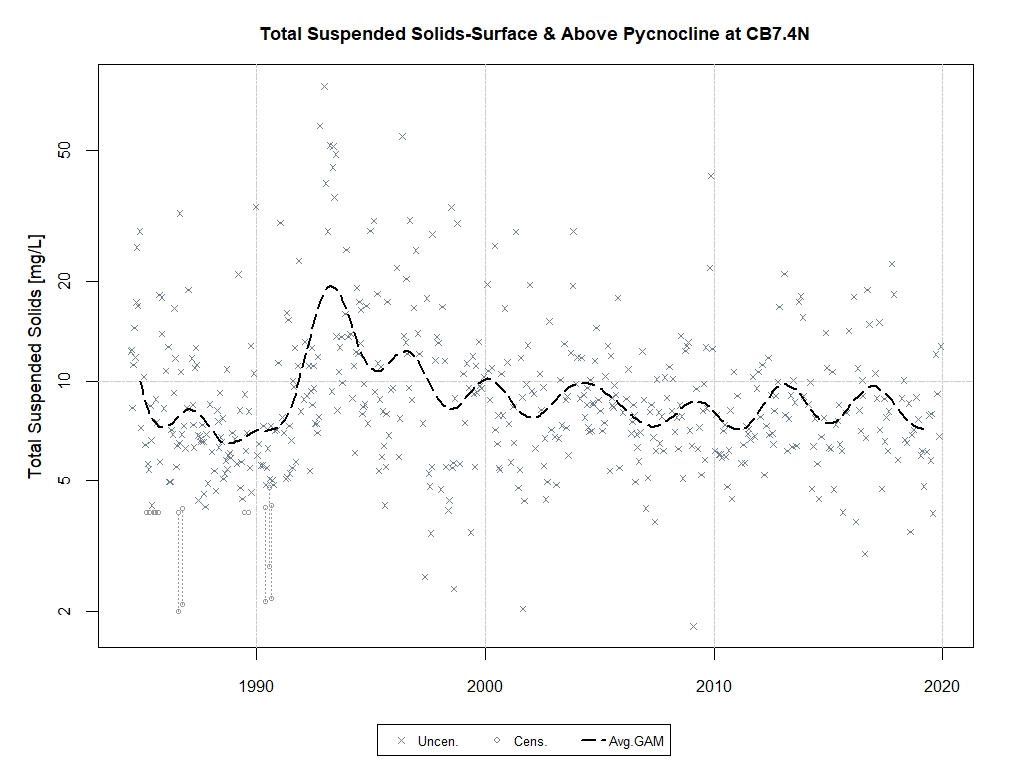 Total Suspended Solids-Surface & Above Pycnocline at CB7.4N
Total Suspended Solids [mg/L]
50
20
10
5
2
1990 2000 2010 2020
Uncen. Cens. Avg.GAM